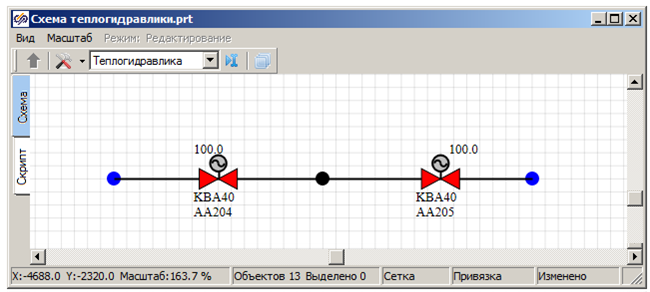 Схема теплогидравлики.prt
Вид Масштаб Режим: Редактирование
Теплогидравлика
Схема
Скрипт
100.0 100.0
KBA40 KBA40
AA204 AA205
X:-4688.0 Y:-2320.0 Масштаб:163.7 % Объектов 13 Выделено 0 Сетка Привязка Изменено